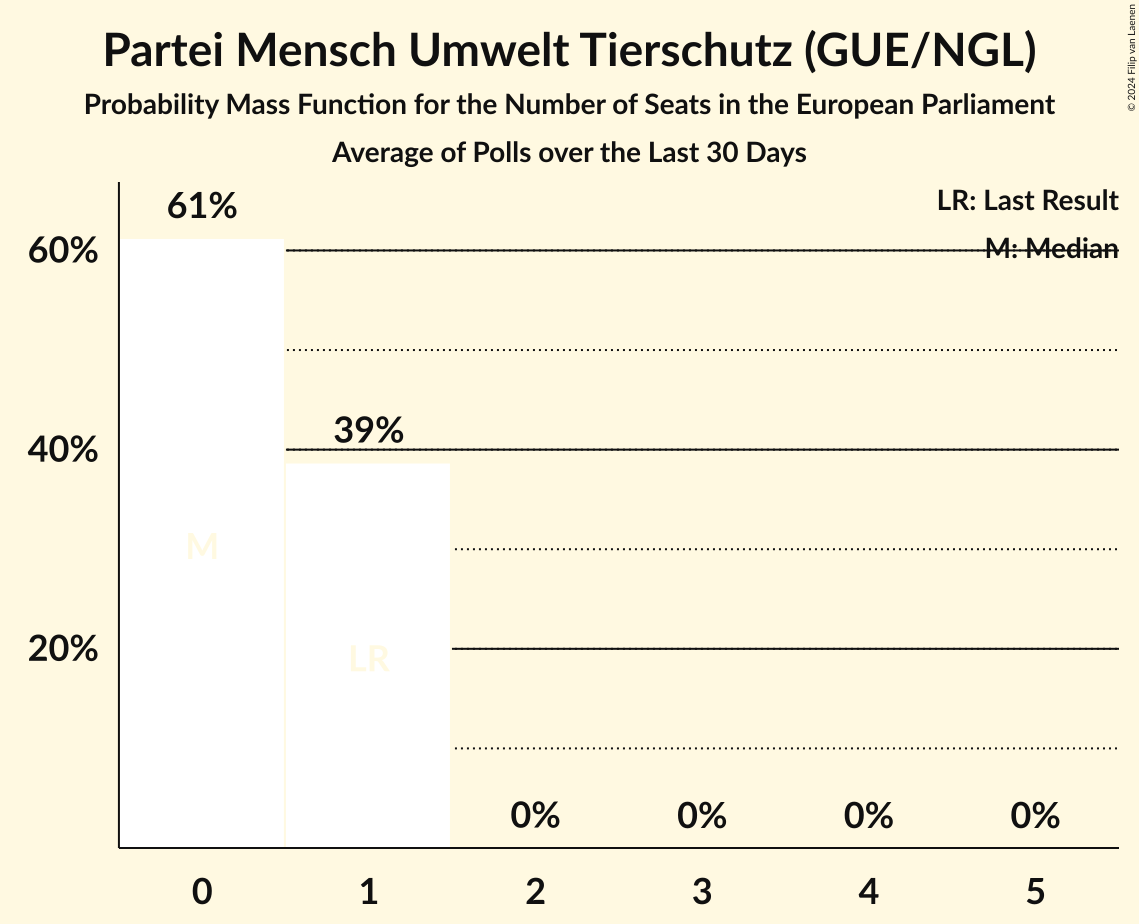 Partei Mensch Umwelt Tierschutz (GUE/NGL)
Probability Mass Function for the Number of Seats in the European Parliament
Average of Polls over the Last 30 Days
© 2024 Filip van Laenen
LR: Last Result
M: Median
61%
60%
39%
40%
M
LR
20%
0% 0% 0% 0%
0 1 2 3 4 5